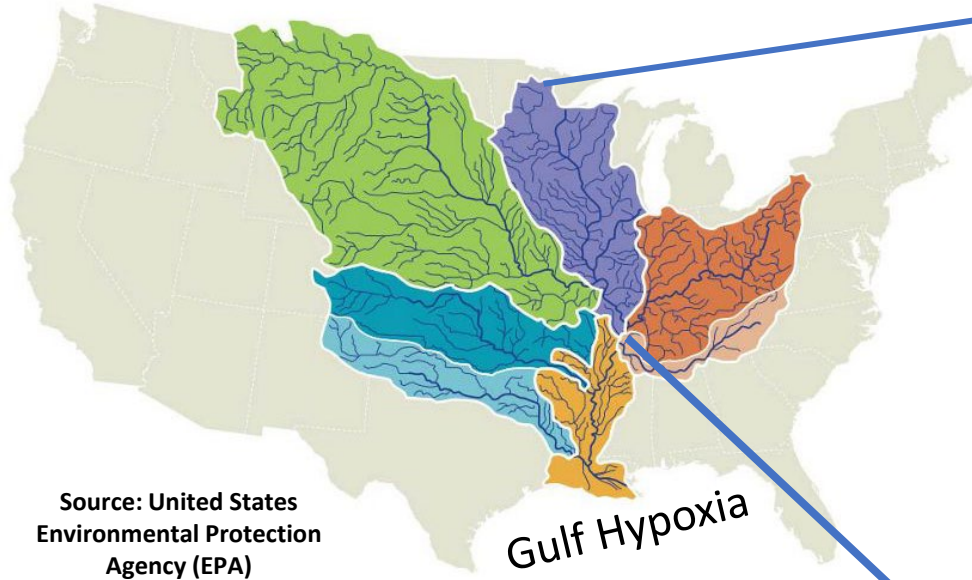 Source: United States
Environmental Protection
Agency (EPA)
Gulf Hypoxia